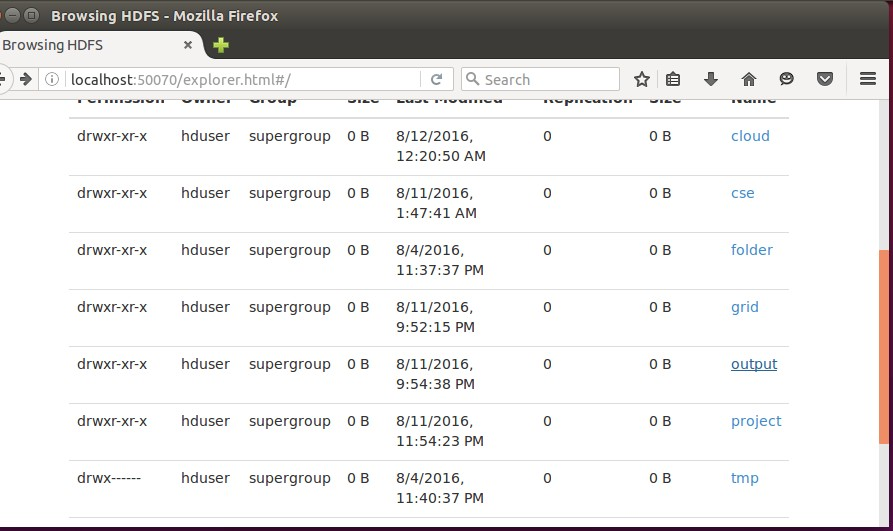 Browsing HDFS - Mozilla Firefox
Browsing HDFS
localhost:50070/explorer.html#/
Search
Permission Owner Group Size Last Modified Replication Size Name
drwxr-xr-x hduser supergroup 0 B 8/12/2016, 0 0 B cloud
12:20:50 AM
drwxr-xr-x hduser supergroup 0 B 8/11/2016, 0 0 B cse
1:47:41 AM
drwxr-xr-x hduser supergroup 0 B 8/4/2016, 0 0 B folder
11:37:37 PM
drwxr-xr-x hduser supergroup 0 B 8/11/2016, 0 0 B grid
9:52:15 PM
drwxr-xr-x hduser supergroup 0 B 8/11/2016, 0 0 B output
9:54:38 PM
drwxr-xr-x hduser supergroup 0 B 8/11/2016, 0 0 B project
11:54:23 PM
drwx------ hduser supergroup 0 B 8/4/2016, 0 0 B tmp
11:40:37 PM